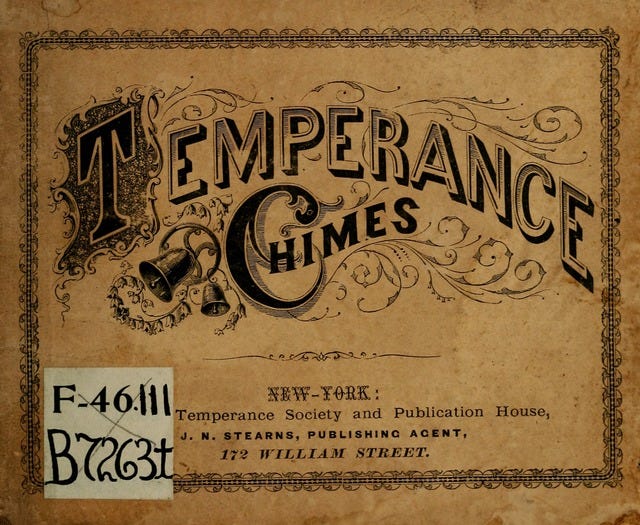 TEMPERANCE
CHIMES
NEW-YORK:
Temperance Society and Publication House,
J. N. STEARNS, PUBLISHING AGENT,
172 WILLIAM STREET.
F-46.111
B7263t